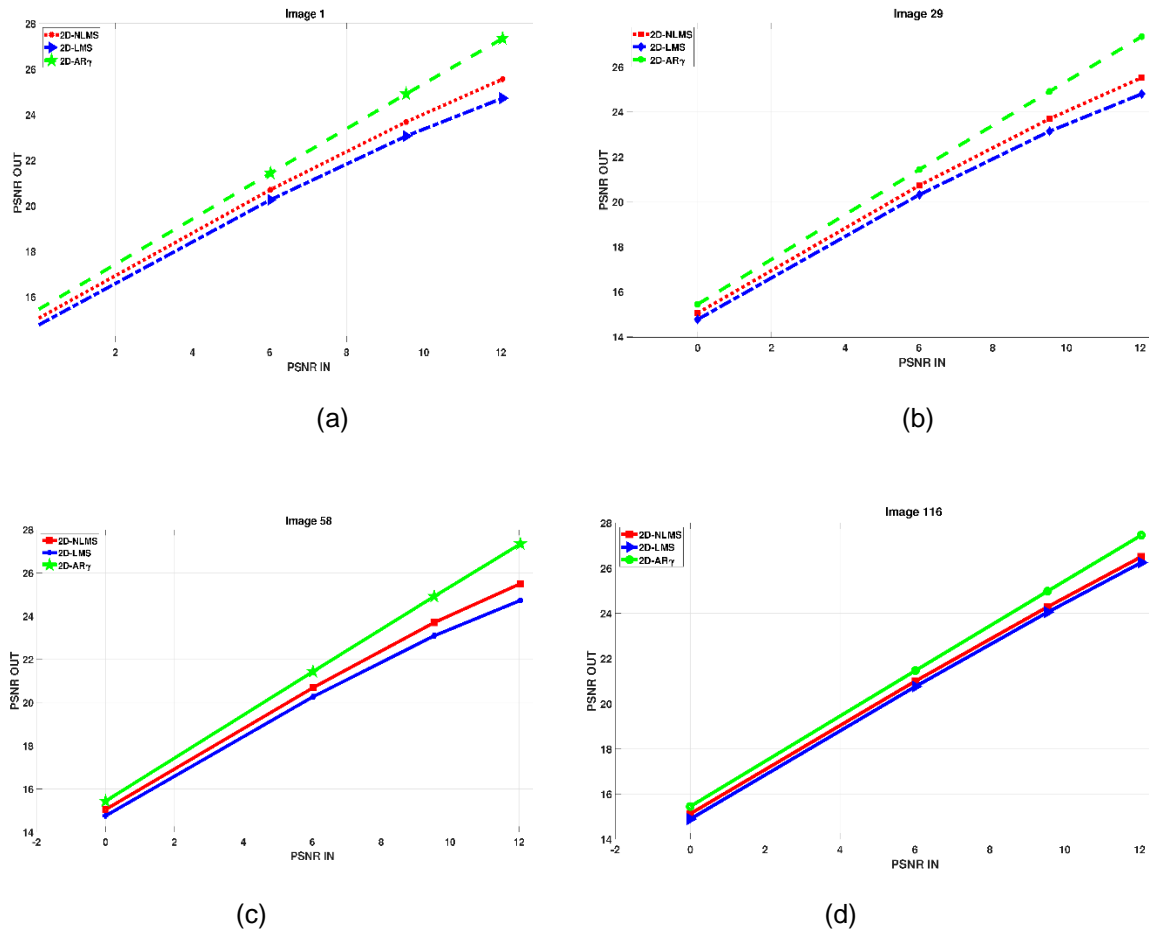 Image 1
28
26
24
22
20
18
16
PSNR OUT
2D-NLMS
2D-LMS
2D-ARγ
2 4 6 8 10 12
PSNR IN
(a)
Image 29
26
24
22
20
18
16
14
PSNR OUT
2D-NLMS
2D-LMS
2D-ARγ
0 2 4 6 8 10 12
PSNR IN
(b)
Image 58
28
26
24
22
20
18
16
14
PSNR OUT
2D-NLMS
2D-LMS
2D-ARγ
-2 0 2 4 6 8 10 12
PSNR IN
(c)
Image 116
28
26
24
22
20
18
16
14
PSNR OUT
2D-NLMS
2D-LMS
2D-ARγ
-2 0 2 4 6 8 10 12
PSNR IN
(d)